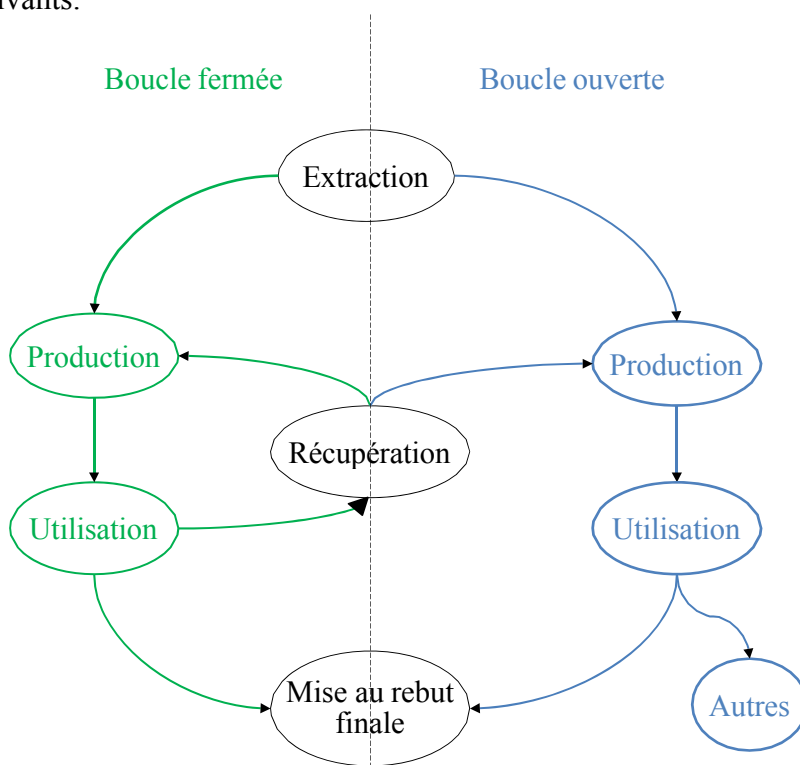 Boucle fermée
Boucle ouverte
Extraction
Production
Production
Récupération
Utilisation
Utilisation
Mise au rebut
finale
Autres